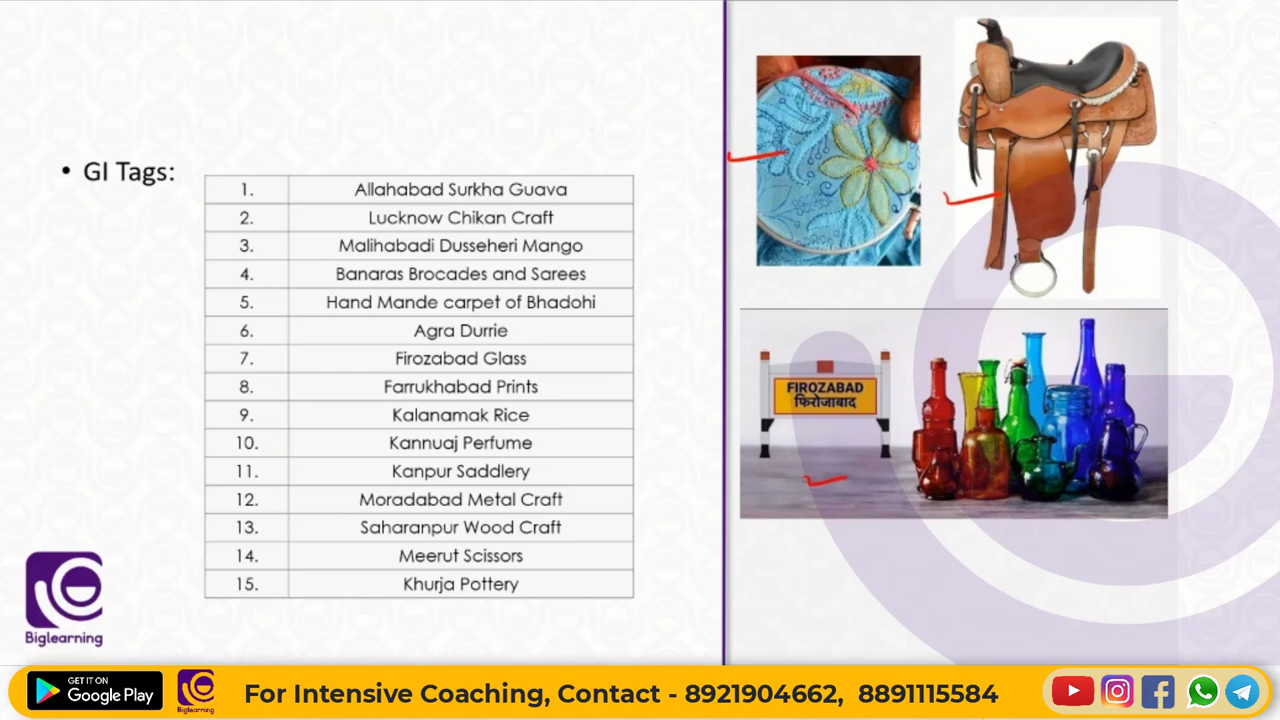 • GI Tags:
1. Allahabad Surkha Guava
2. Lucknow Chikan Craft
3. Malihabadi Dusseheri Mango
4. Banaras Brocades and Sarees
5. Hand Mande carpet of Bhadohi
6. Agra Durrie
7. Firozabad Glass
8. Farrukhabad Prints
9. Kalanamak Rice
10. Kannuaj Perfume
11. Kanpur Saddlery
12. Moradabad Metal Craft
13. Saharanpur Wood Craft
14. Meerut Scissors
15. Khurja Pottery
FIROZABAD
फिरोजाबाद
Biglearning
GET IT ON
Google Play
Biglearning
For Intensive Coaching, Contact - 8921904662, 8891115584